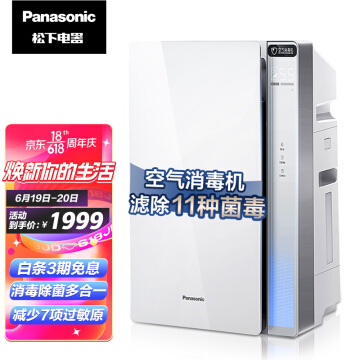 Panasonic
松下电器
京东 18th 618 周年庆
焕新你的生活
6月19日-20日
活动
到手价:¥1999
白条3期免息
消毒除菌多合一
减少7项过敏原
空气消毒机
滤除11种菌毒
Panasonic